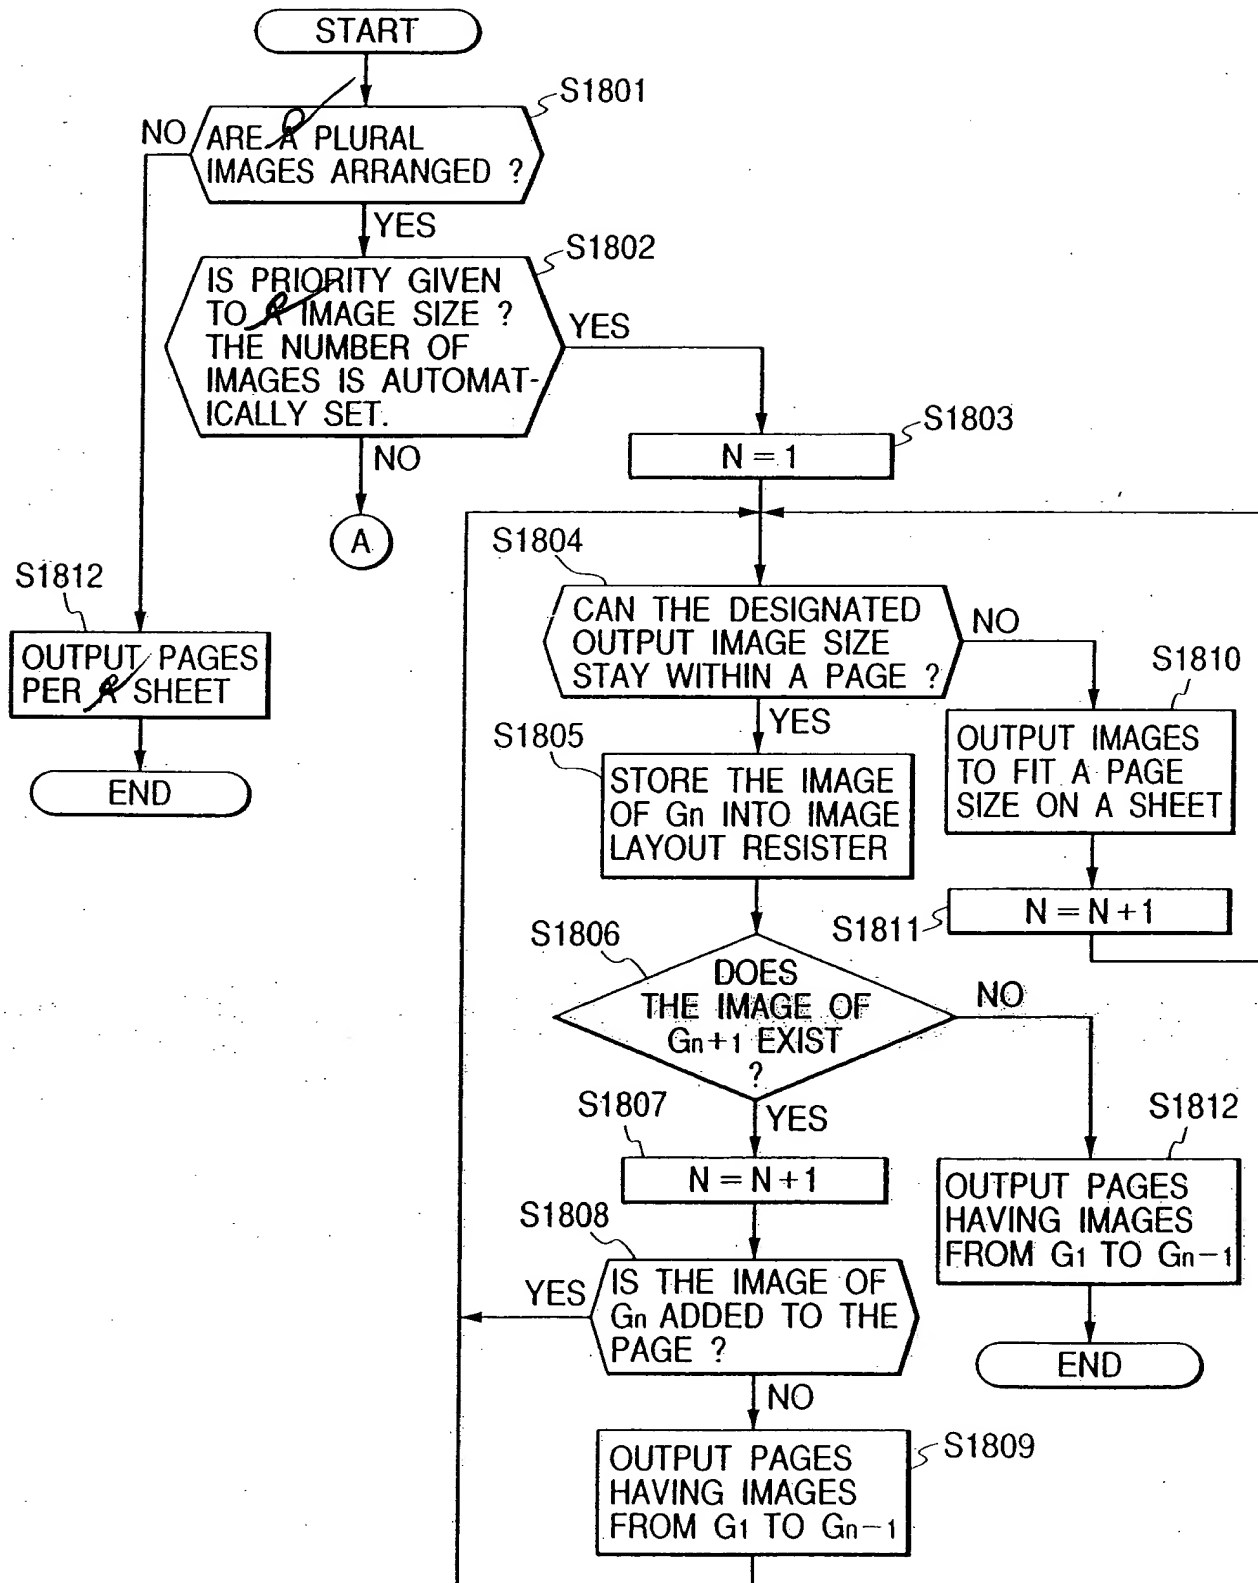 START
S1801
NO
ARE A PLURAL
IMAGES ARRANGED ?
YES
S1802
IS PRIORITY GIVEN
TO A IMAGE SIZE ?
THE NUMBER OF
IMAGES IS AUTOMAT-
ICALLY SET.
YES
NO
A
S1803
N = 1
S1804
CAN THE DESIGNATED
OUTPUT IMAGE SIZE
STAY WITHIN A PAGE ?
NO
YES
S1812
OUTPUT PAGES
PER A SHEET
END
S1810
OUTPUT IMAGES
TO FIT A PAGE
SIZE ON A SHEET
S1805
STORE THE IMAGE
OF Gn INTO IMAGE
LAYOUT RESISTER
S1811
N = N+1
S1806
DOES
THE IMAGE OF
Gn+1 EXIST
?
NO
YES
S1807
N = N+1
S1812
OUTPUT PAGES
HAVING IMAGES
FROM G1 TO Gn-1
END
S1808
YES
IS THE IMAGE OF
Gn ADDED TO THE
PAGE ?
NO
S1809
OUTPUT PAGES
HAVING IMAGES
FROM G1 TO Gn-1